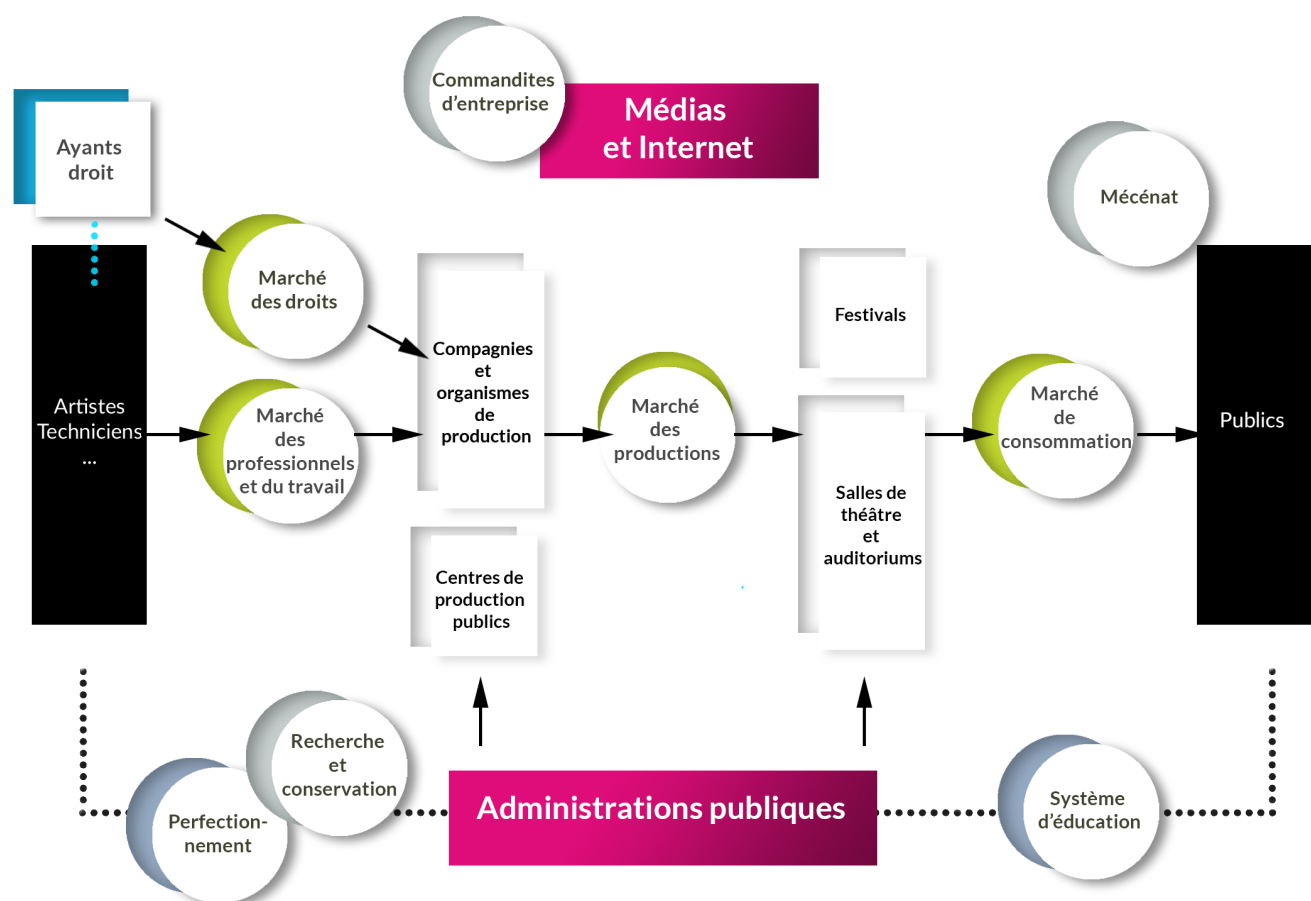 Commandites
d’entreprise
Médias
et Internet
Ayants
droit
Mécénat
Marché
des droits
Festivals
Compagnies
et
organismes
de
production
Artistes
Techniciens
...
Marché
des
professionnels
et du travail
Marché
des
productions
Marché
de
consommation
Publics
Salles de
théâtre
et
auditoriums
Centres de
production
publics
Recherche
et
conservation
Perfection-
nement
Administrations publiques
Système
d’éducation